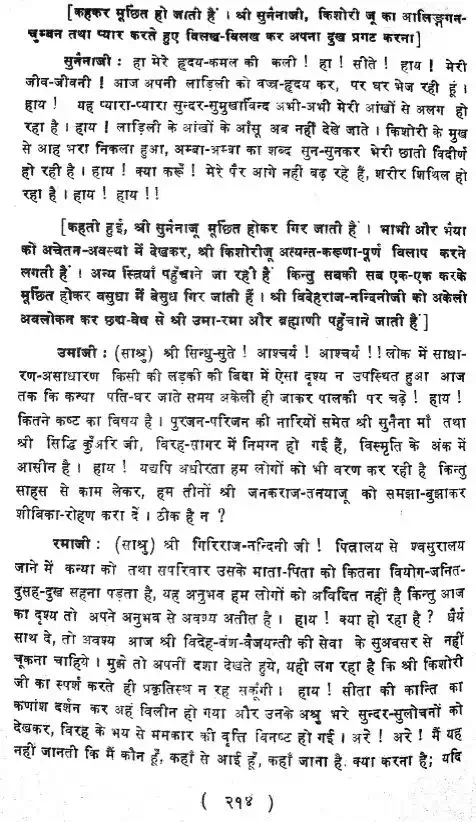 [कहकर मूर्छित हो जाती हैं । श्री सुनैनाजी, किशोरी जू का आलिङ्गन-
चुम्बन तथा प्यार करते हुए बिलख-बिलख कर अपना दुख प्रगट करना]
सुनैनाजी : हा मेरे हृदय-कमल की कली ! हा ! सीते ! हाय ! मेरी
जीव-जीवनी ! आज अपनी लाड़िली को वज्र-हृदय कर, पर घर भेज रही हूं ।
हाय ! यह प्यारा-प्यारा सुन्दर-सुमुखाविन्द अभी-अभी मेरी आंखों से अलग हो
रहा है । हाय ! लाड़िली के आंखों के आँसू अब नहीं देखे जाते । किशोरी के मुख
से आह भरा निकला हुआ, अम्बा-अम्बा का शब्द सुन-सुनकर मेरी छाती विदीर्ण
हो रही है । हाय ! क्या करूँ ! मेरे पैर आगे नही बढ़ रहे हैं, शरीर शिथिल हो
रहा है । हाय ! हाय !!
[कहती हुई, श्री सुनैनाजू मूर्छित होकर गिर जाती हैं । भाभी और भैया
को अचेतन-अवस्था में देखकर, श्री किशोरीजू अत्यन्त-करूणा-पूर्ण विलाप करने
लगती हैं । अन्य स्त्रियां पहुँचाने जा रही हैं किन्तु सबकी सब एक-एक करके
मूर्छित होकर वसुधा में बेसुध गिर जाती हैं । श्री विदेहराज-नन्दिनीजी को अकेली
अवलोकन कर छद्म-वेष से श्री उमा-रमा और ब्रह्माणी पहुँचाने जाती हैं]
उमाजी : (साश्रु) श्री सिन्धु-सुते ! आश्चर्य ! आश्चर्य !! लोक में साधा-
रण-असाधारण किसी की लड़की की बिदा में ऐसा दृश्य न उपस्थित हुआ आज
तक कि कन्या पति-घर जाते समय अकेली ही जाकर पालकी पर चढ़े ! हाय !
कितने कष्ट का विषय है । पुरजन-परिजन की नारियों समेत श्री सुनैना माँ तथा
श्री सिद्धि कुँअरि जी, विरह-सागर में निमग्न हो गई हैं, विस्मृति के अंक में
आसीन है । हाय ! यद्यपि अधीरता हम लोगों को भी वरण कर रही है किन्तु
साहस से काम लेकर, हम तीनों श्री जनकराज-तनयाजू को समझा-बुझाकर
शीबिका-रोहण करा दें । ठीक है न ?
रमाजी : (साश्रु) श्री गिरिराज-नन्दिनी जी ! पित्रालय से श्वसुरालय
जाने में कन्या को तथा सपरिवार उसके माता-पिता को कितना वियोग-जनित-
दुसह-दुख सहना पड़ता है, यह अनुभव हम लोगों को अविदित नहीं है किन्तु आज
का दृश्य तो अपने अनुभव से अवश्य अतीत है । हाय ! क्या हो रहा है ? धैर्य
साथ दे, तो अवश्य आज श्री विदेह-वंश-वैजयन्ती की सेवा के सुअवसर से नहीं
चूकना चाहिये । मुझे तो अपनी दशा देखते हुये, यही लग रहा है कि श्री किशोरी
जी का स्पर्श करते ही प्रकृतिस्थ न रह सकूँगी । हाय ! सीता की कान्ति का
कणांश दर्शन कर अहं विलीन हो गया और उनके अश्रु भरे सुन्दर-सुलोचनों को
देखकर, विरह के भय से ममकार की वृत्ति विनष्ट हो गई । अरे ! अरे ! मैं यह
नहीं जानती कि मैं कौन हूँ, कहाँ से आई हूँ, कहाँ जाना है, क्या करना है; यदि
( २१४ )